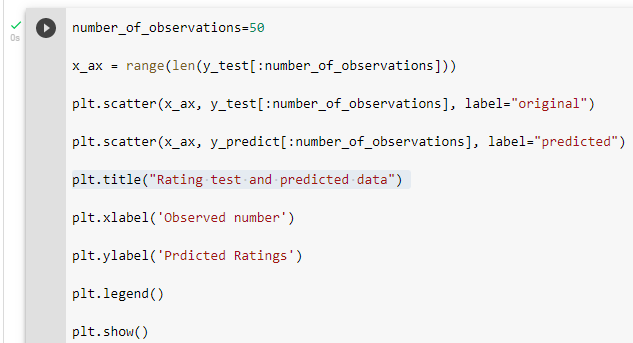 number_of_observations=50
0s
x_ax = range(len(y_test[:number_of_observations]))
plt.scatter(x_ax, y_test[:number_of_observations], label="original")
plt.scatter(x_ax, y_predict[:number_of_observations], label="predicted")
plt.title("Rating test and predicted data")
plt.xlabel('Observed number')
plt.ylabel('Prdicted Ratings')
plt.legend()
plt.show()